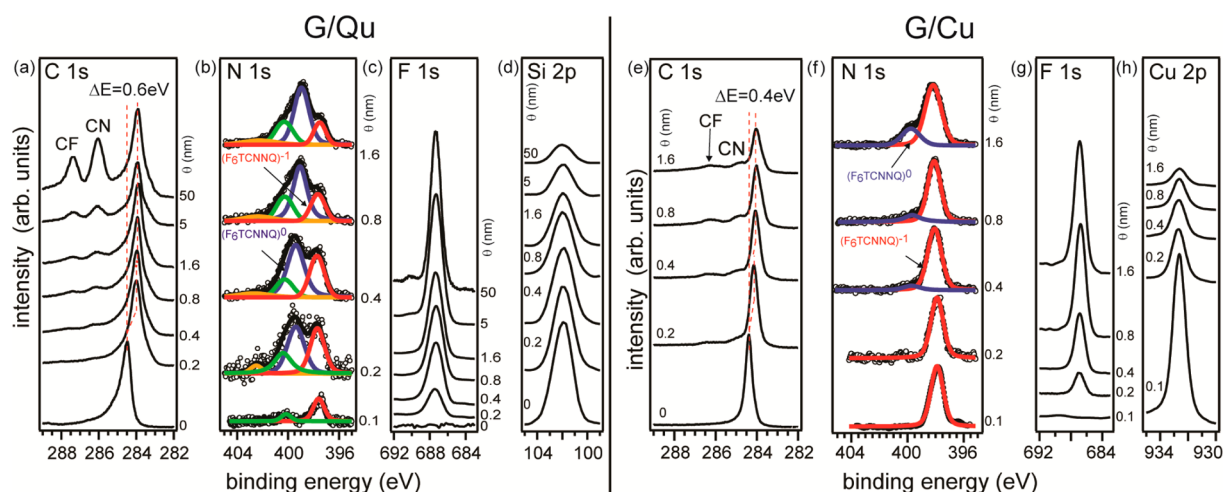 G/Qu
G/Cu
(a) C 1s
ΔE=0.6eV
CF
CN
θ (nm)
50
5
1.6
0.8
0.4
0.2
0
288 286 284 282
(b) N 1s
θ (nm)
1.6
(F6TCNNQ)-1
0.8
(F6TCNNQ)0
0.4
0.2
0.1
404 400 396
(c) F 1s
θ (nm)
50
5
1.6
0.8
0.4
0.2
0
692 688 684
(d) Si 2p
50
5
1.6
0.8
0.4
0.2
0
104 100
intensity (arb. units)
binding energy (eV)
(e) C 1s
ΔE=0.4eV
CF
CN
1.6
0.8
0.4
0.2
0
288 286 284 282
(f) N 1s
θ (nm)
1.6
(F6TCNNQ)0
0.8
(F6TCNNQ)-1
0.4
0.2
0.1
404 400 396
(g) F 1s
θ (nm)
1.6
0.8
0.4
0.2
0.1
692 684
(h) Cu 2p
1.6
0.8
0.4
0.2
0.1
934 930
intensity (arb. units)
binding energy (eV)